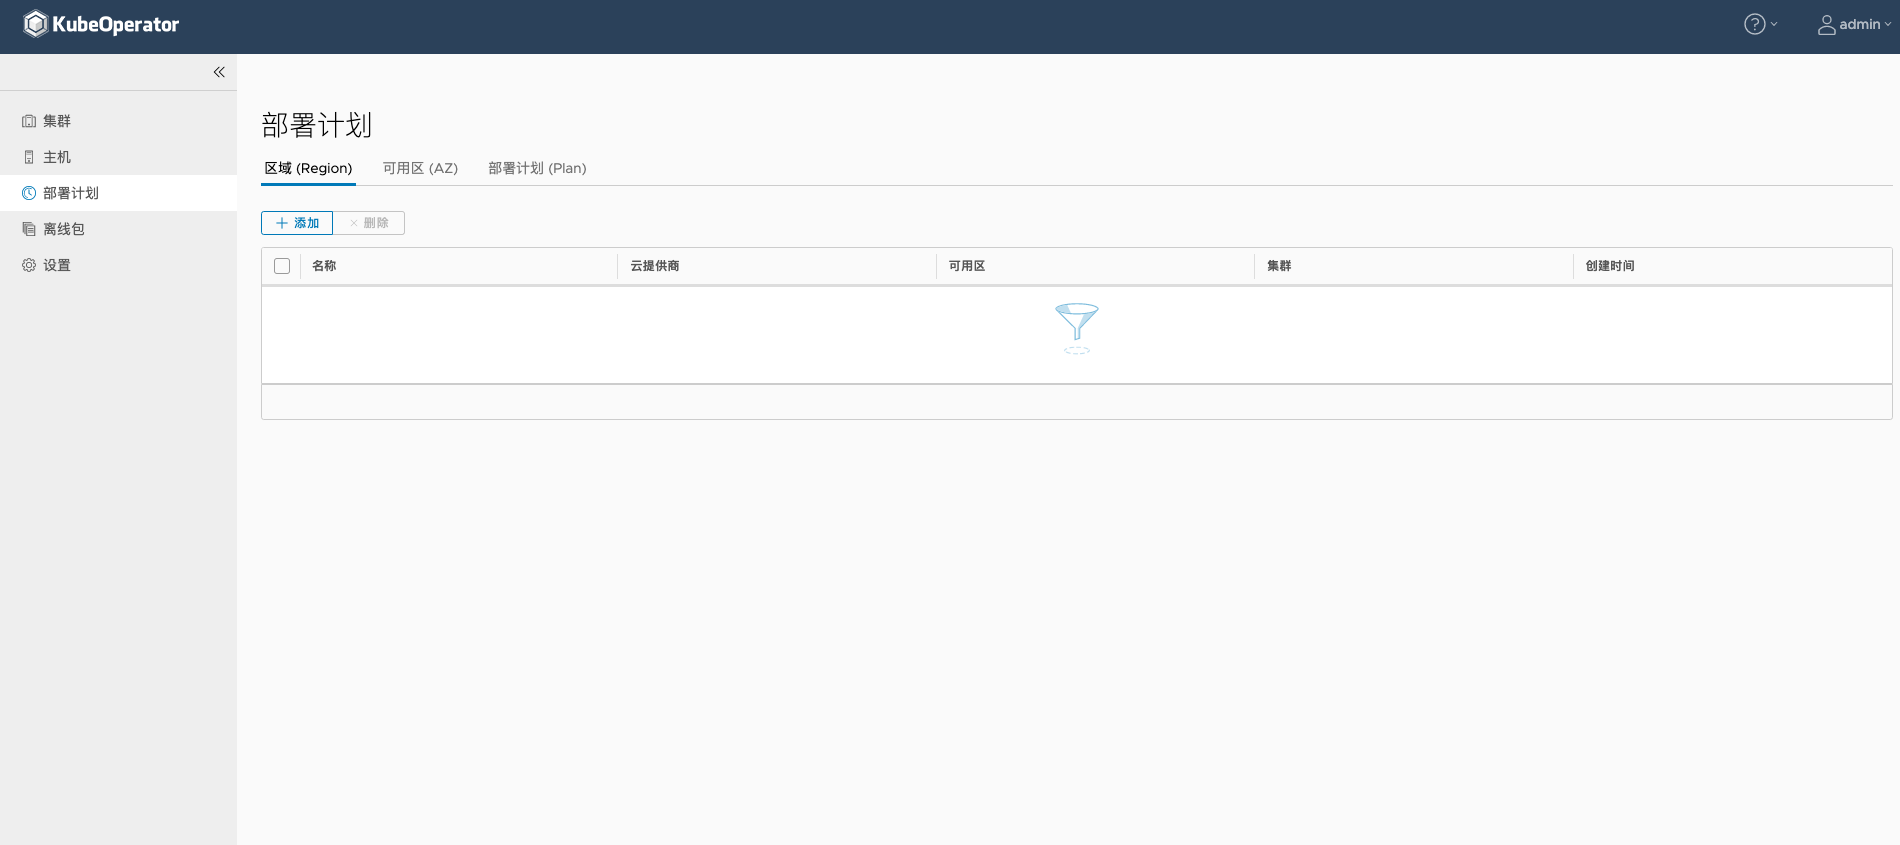 KubeOperator
admin
集群
主机
部署计划
离线包
设置
部署计划
区域 (Region) 可用区 (AZ) 部署计划 (Plan)
添加 删除
名称 云提供商 可用区 集群 创建时间